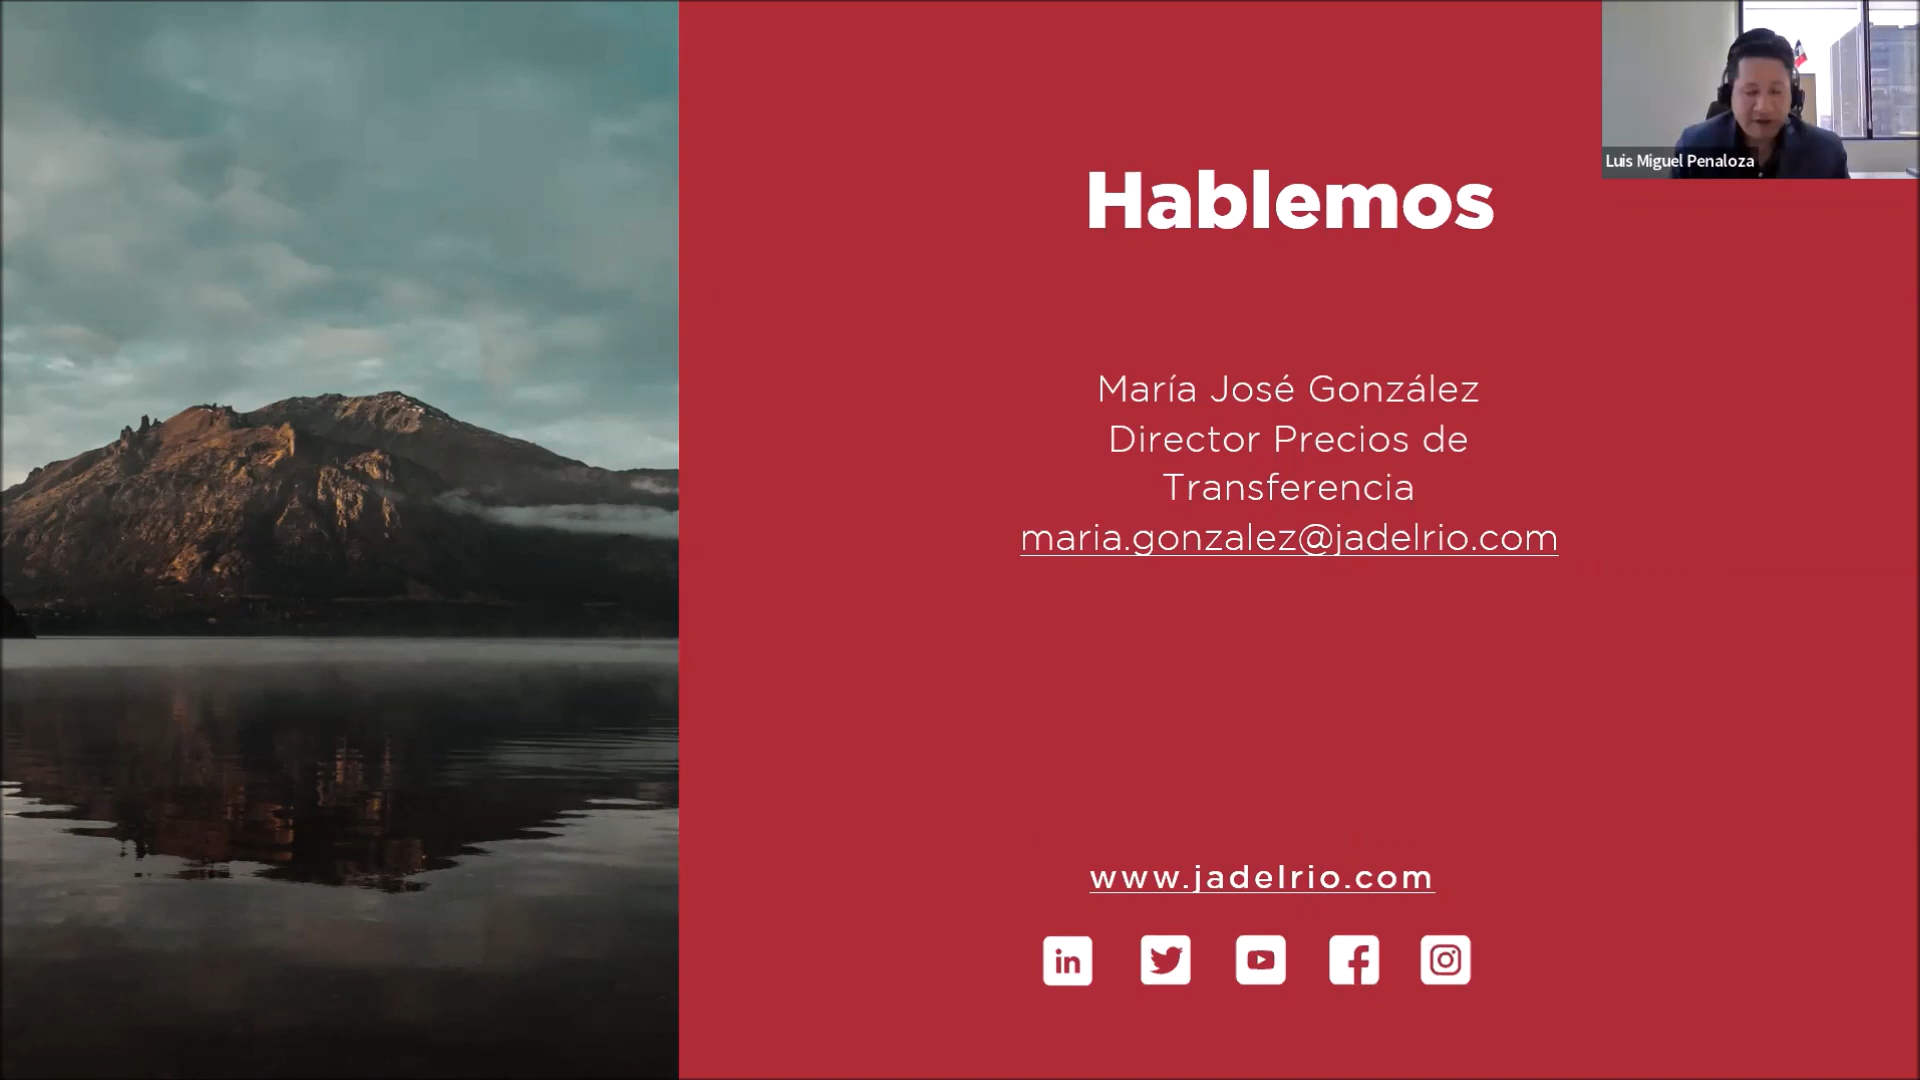 Hablemos
Luis Miguel Penaloza
María José González
Director Precios de
Transferencia
maria.gonzalez@jadelrio.com
www.jadelrio.com